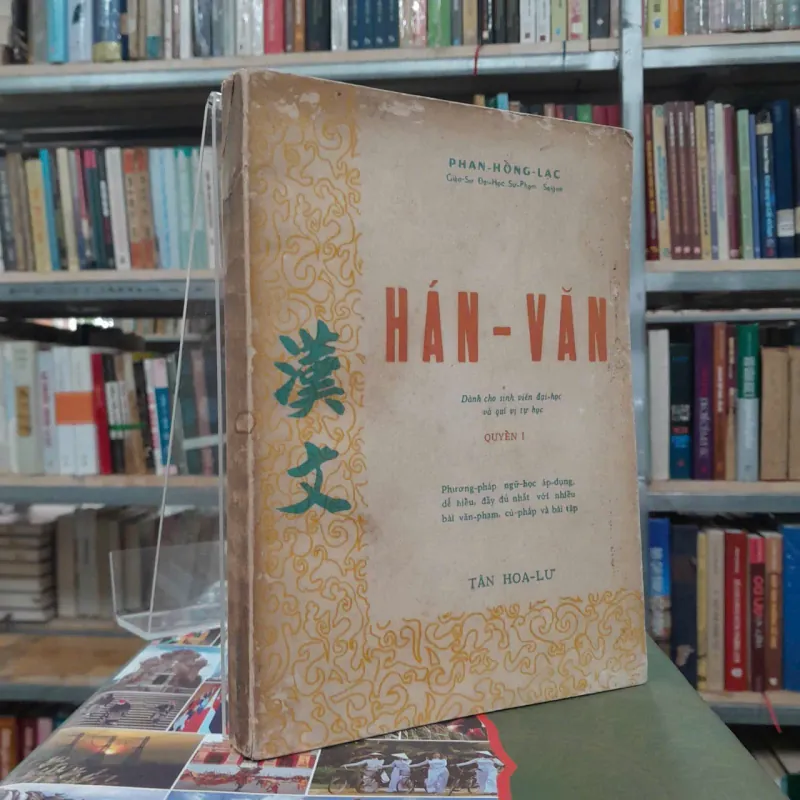 PHAN-HỒNG-LẠC
Giáo-Sư Đại-Học Sư-Phạm Saigon
HÁN-VĂN
漢文
Dành cho sinh viên đại-học
và quí vị tự học
QUYỂN I
Phương-pháp ngữ-học áp-dụng,
dễ hiểu, đầy đủ nhất với nhiều
bài văn-phạm, cú-pháp và bài tập
TÂN HOA-LƯ